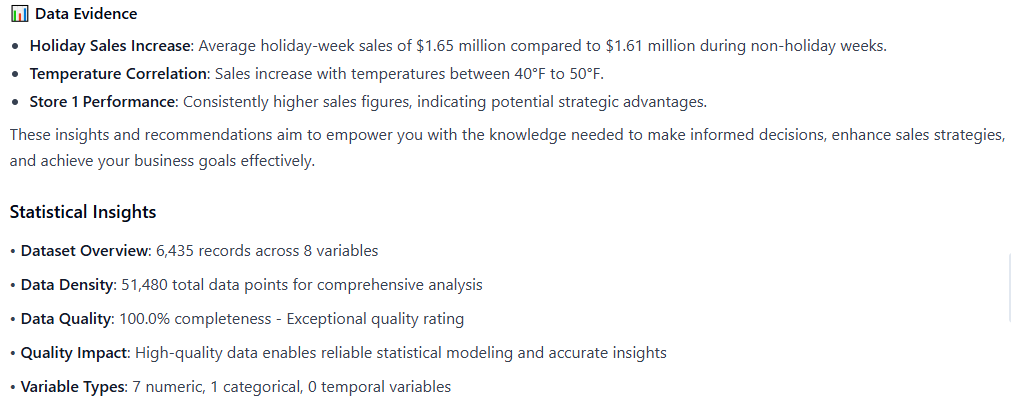 📊 Data Evidence
• Holiday Sales Increase: Average holiday-week sales of $1.65 million compared to $1.61 million during non-holiday weeks.
• Temperature Correlation: Sales increase with temperatures between 40°F to 50°F.
• Store 1 Performance: Consistently higher sales figures, indicating potential strategic advantages.
These insights and recommendations aim to empower you with the knowledge needed to make informed decisions, enhance sales strategies,
and achieve your business goals effectively.
Statistical Insights
• Dataset Overview: 6,435 records across 8 variables
• Data Density: 51,480 total data points for comprehensive analysis
• Data Quality: 100.0% completeness - Exceptional quality rating
• Quality Impact: High-quality data enables reliable statistical modeling and accurate insights
• Variable Types: 7 numeric, 1 categorical, 0 temporal variables